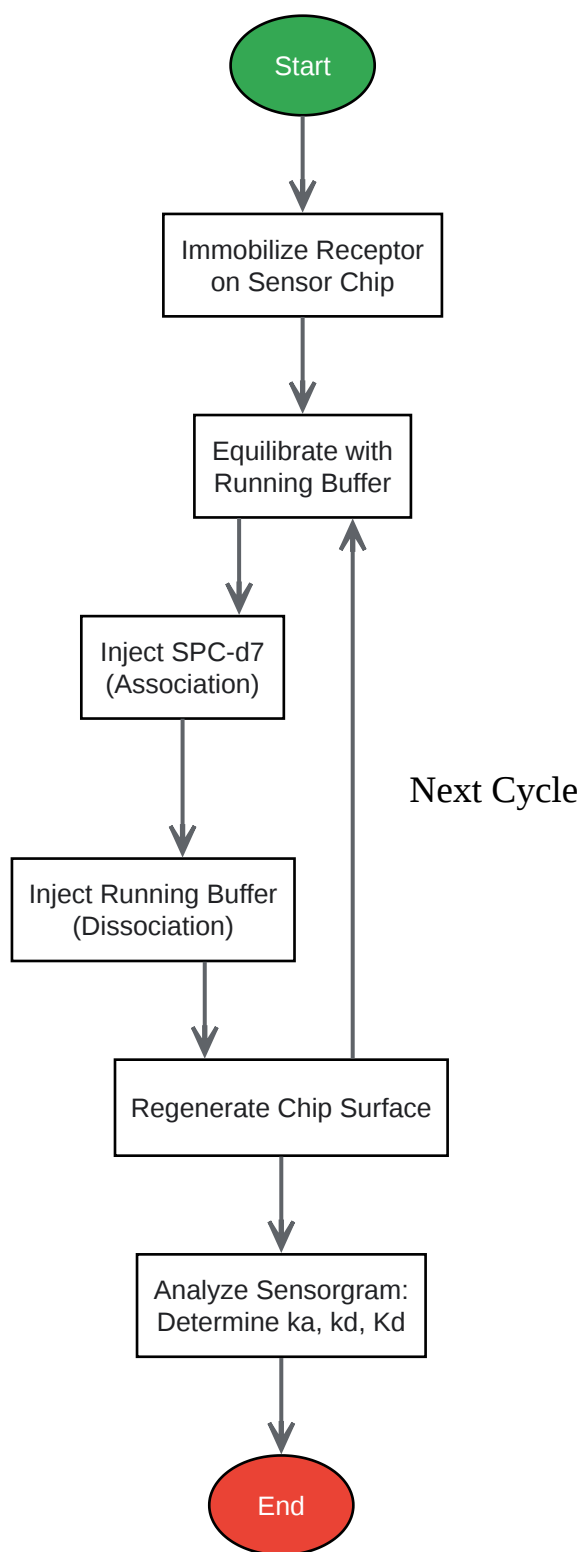 Start
Immobilize Receptor
on Sensor Chip
Equilibrate with
Running Buffer
Inject SPC-d7
(Association)
Next Cycle
Inject Running Buffer
(Dissociation)
Regenerate Chip Surface
Analyze Sensorgram:
Determine ka, kd, Kd
End